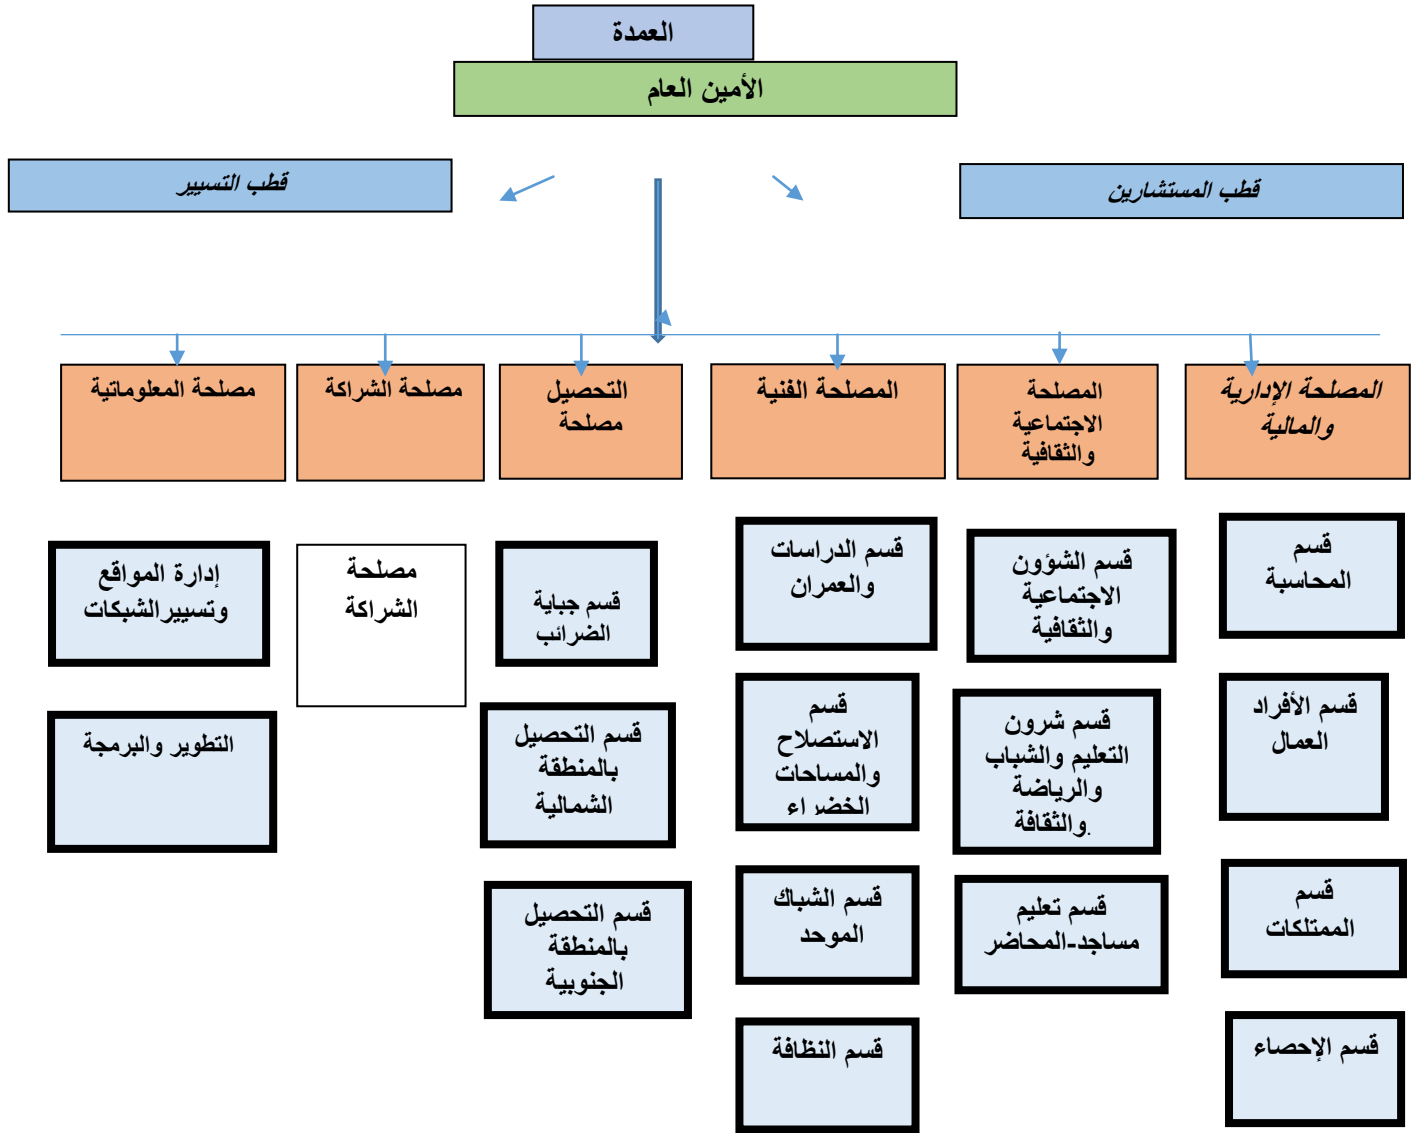 العمدة
الأمين العام
قطب المستشارين
قطب التسيير
المصلحة الإدارية
والمالية
المصلحة
الاجتماعية
والثقافية
المصلحة الفنية
التحصيل
مصلحة
مصلحة الشراكة
مصلحة المعلوماتية
قسم
المحاسبة
قسم الأفراد
العمال
قسم
الممتلكات
قسم الإحصاء
قسم الشؤون
الاجتماعية
والثقافية
قسم شرون
التعليم والشباب
والرياضة
والثقافة.
قسم تعليم
مساجد-المحاضر
قسم الدراسات
والعمران
قسم
الاستصلاح
والمساحات
الخضراء
قسم الشباك
الموحد
قسم النظافة
قسم جباية
الضرائب
قسم التحصيل
بالمنطقة
الشمالية
قسم التحصيل
بالمنطقة
الجنوبية
مصلحة
الشراكة
إدارة المواقع
وتسييرالشبكات
التطوير والبرمجة